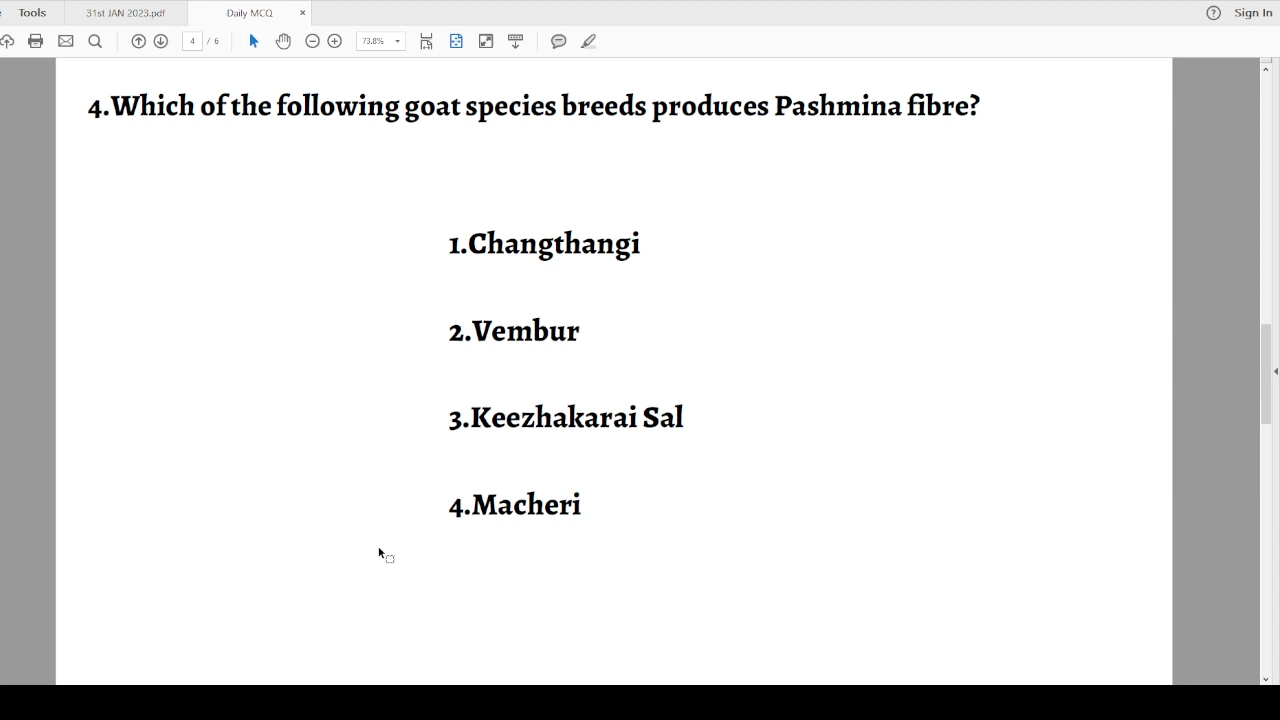 Tools
31st JAN 2023.pdf
Daily MCQ
Sign In
4 / 6
73.8%
4.Which of the following goat species breeds produces Pashmina fibre?
1.Changthangi
2.Vembur
3.Keezhakarai Sal
4.Macheri